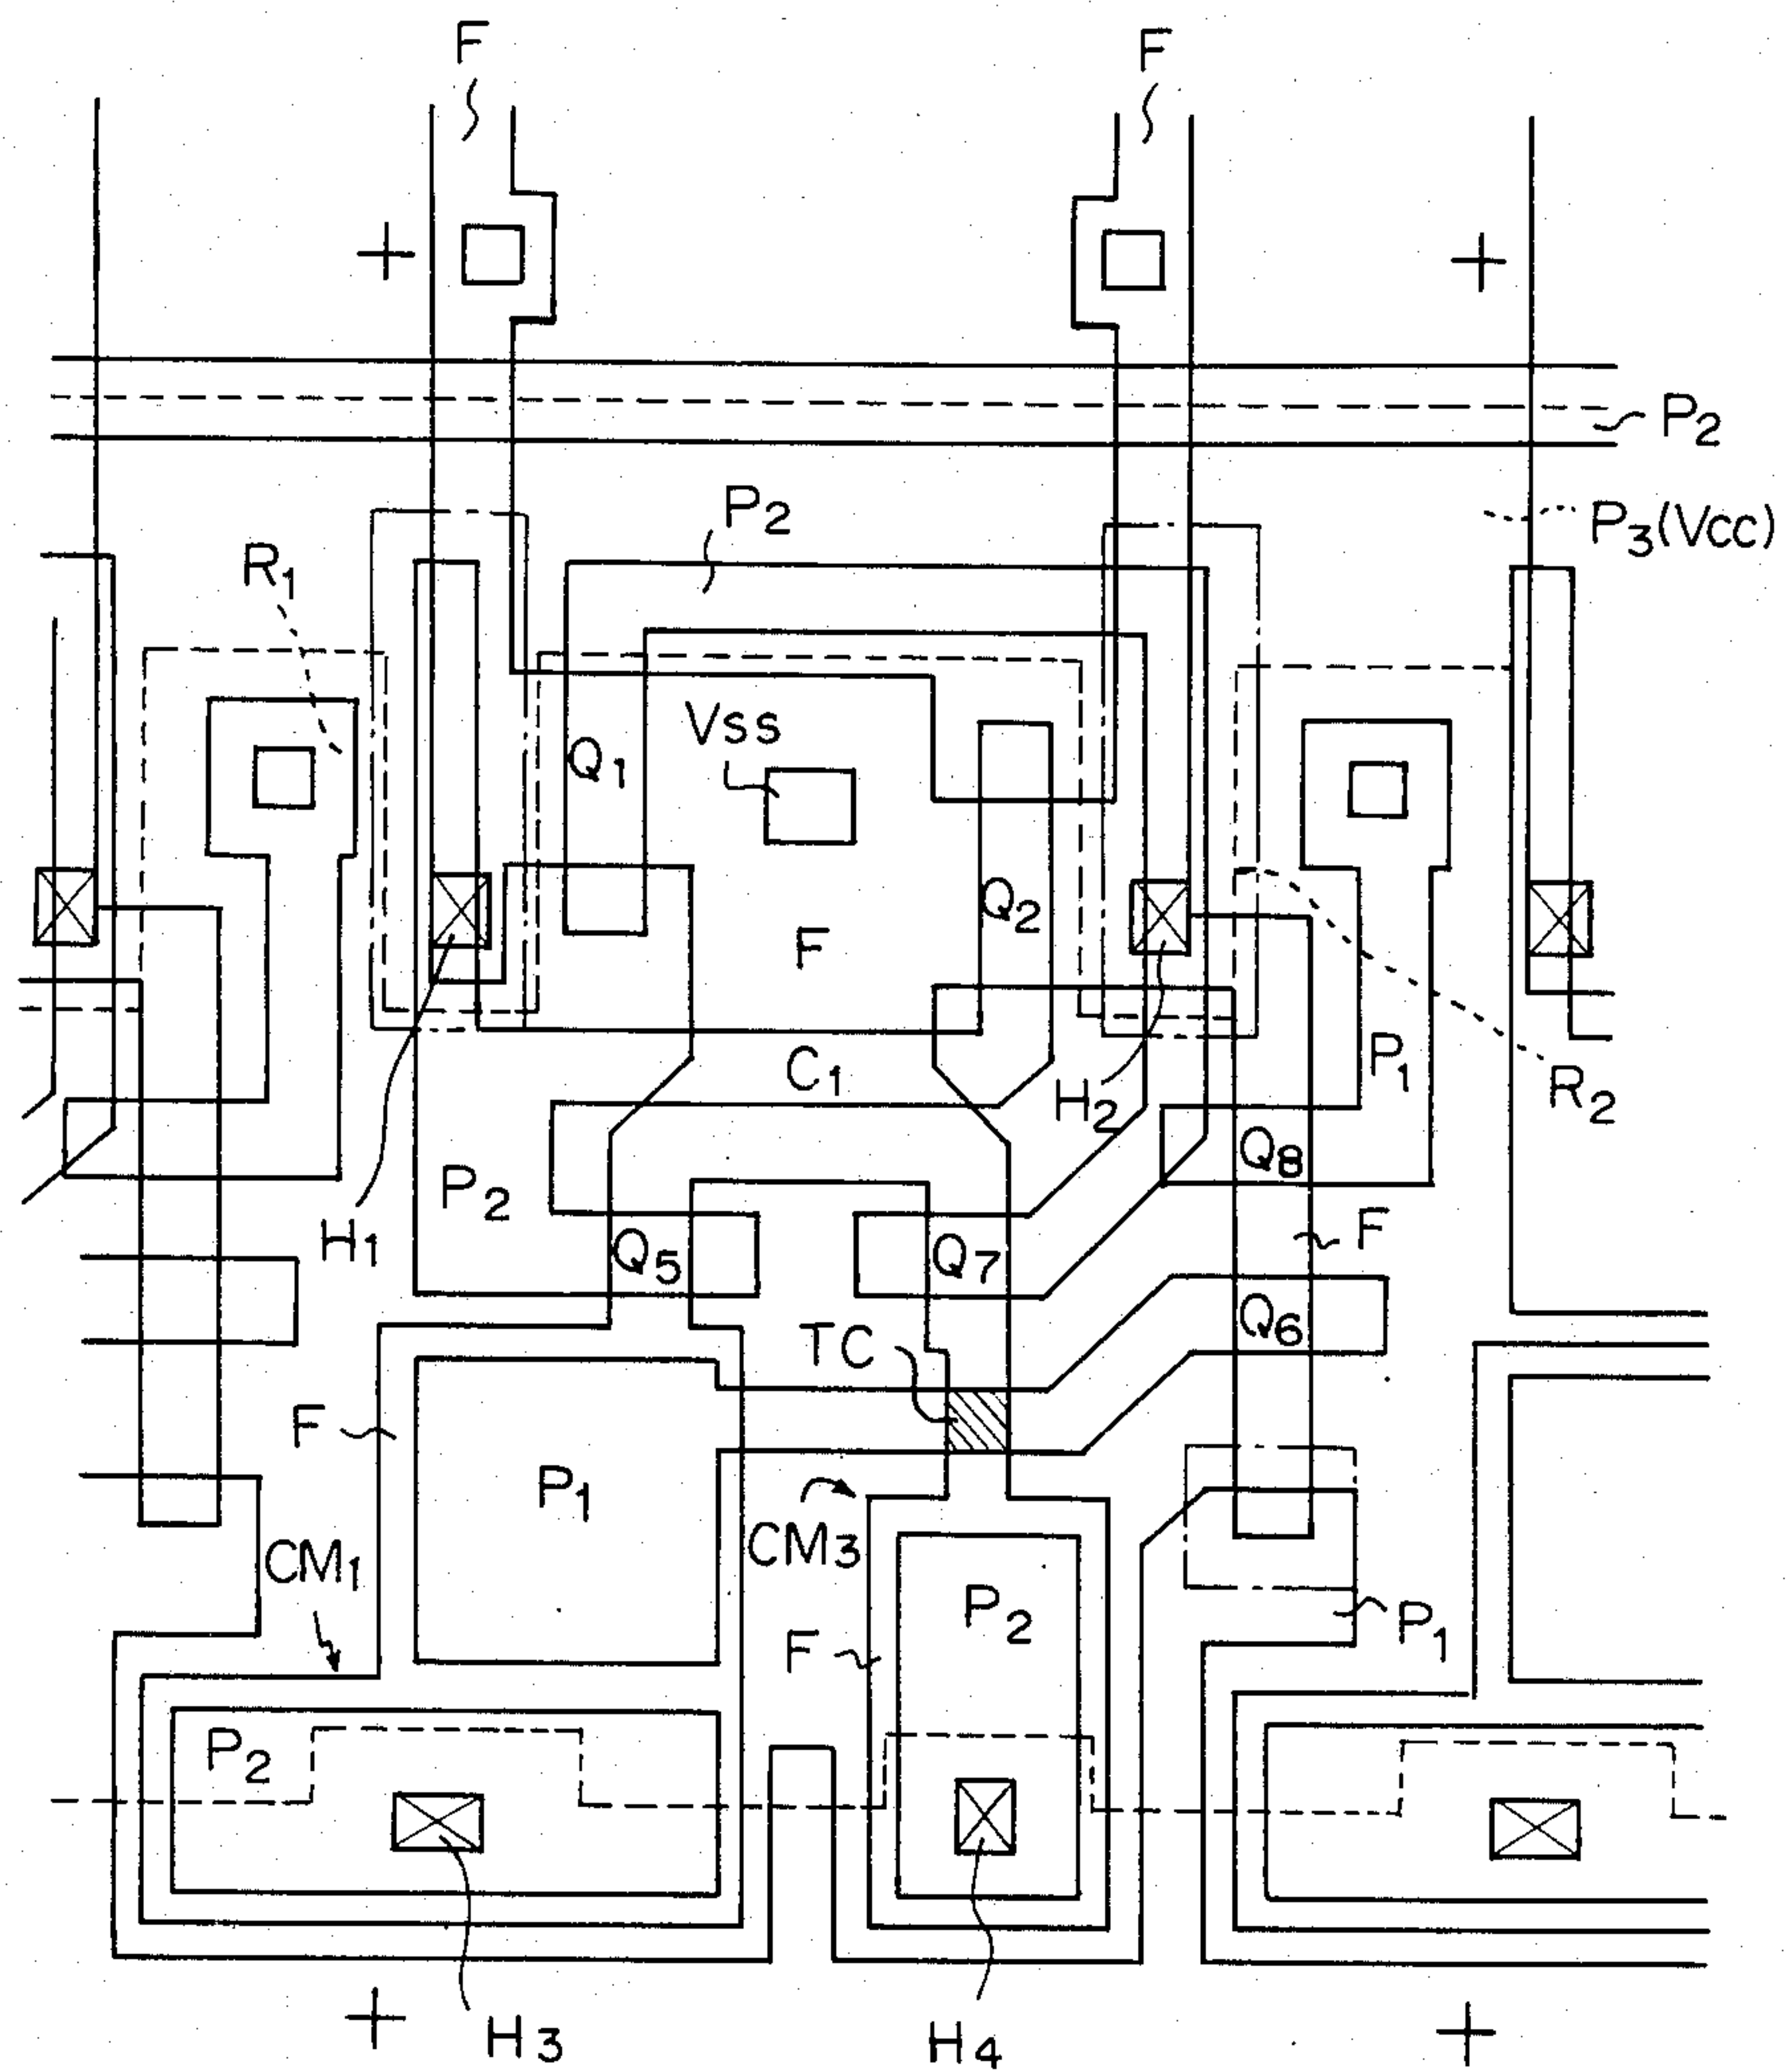 F F
P2
P2
P3(Vcc)
R1
Vss
Q1
Q2
F
C1
P1
H2
R2
Q8
P2
H1
F
Q5
Q7
Q6
TC
F
P1
CM3
CM1
P2
F
P1
P2
H3
H4